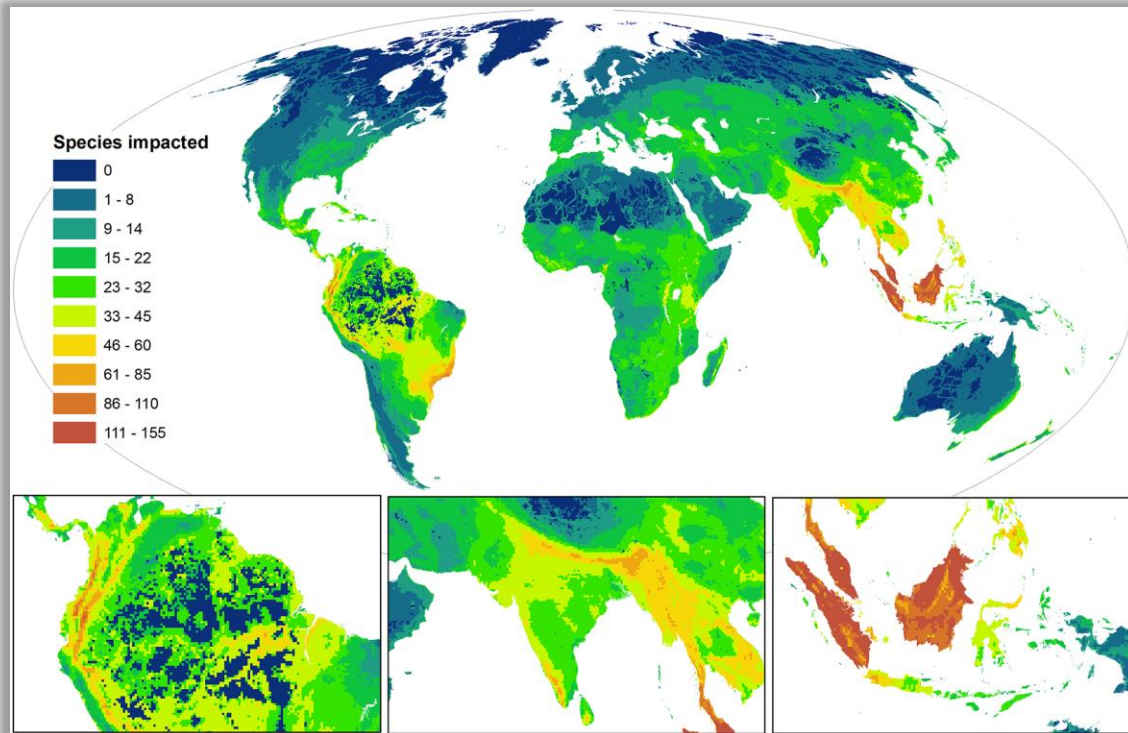 Species impacted
0
1 - 8
9 - 14
15 - 22
23 - 32
33 - 45
46 - 60
61 - 85
86 - 110
111 - 155